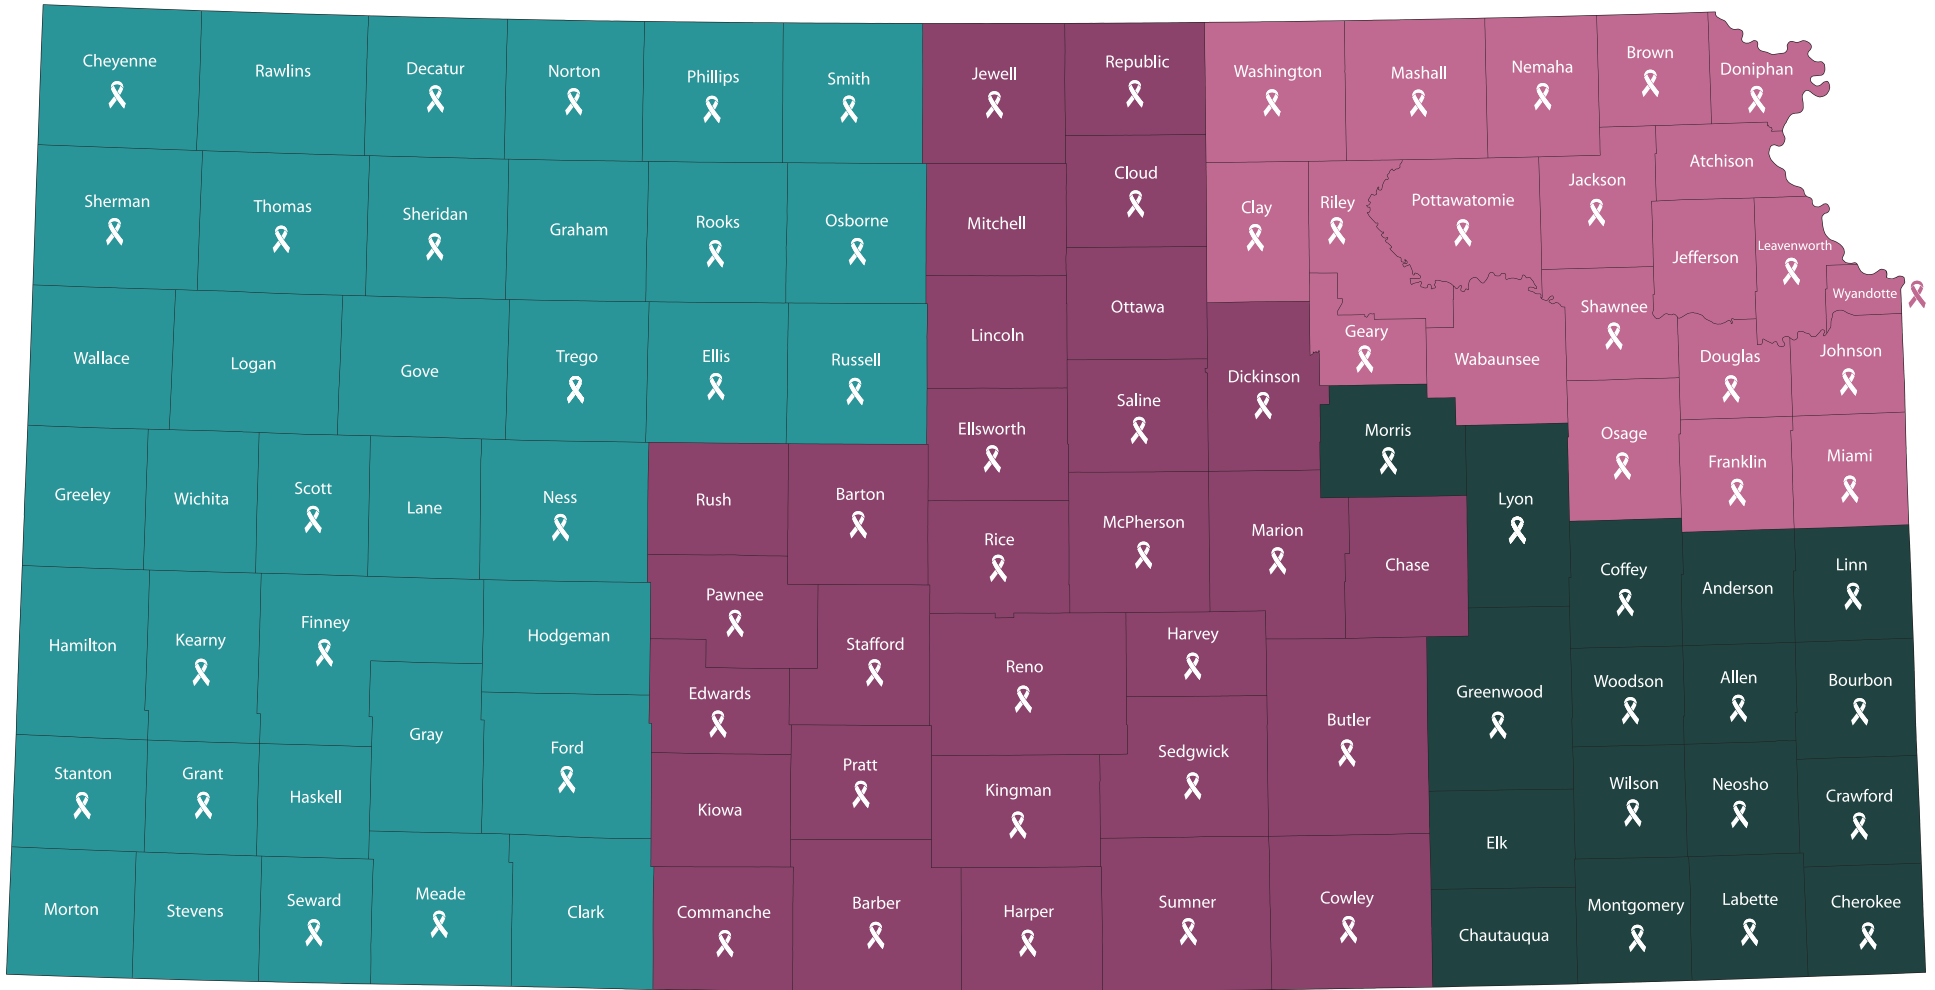 Cheyenne
Rawlins
Decatur
Norton
Phillips
Smith
Jewell
Republic
Washington
Mashall
Nemaha
Brown
Doniphan
Sherman
Thomas
Sheridan
Graham
Rooks
Osborne
Mitchell
Cloud
Clay
Riley
Pottawatomie
Jackson
Atchison
Jefferson
Leavenworth
Wyandotte
Wallace
Logan
Gove
Trego
Ellis
Russell
Lincoln
Ottawa
Dickinson
Geary
Wabaunsee
Shawnee
Douglas
Johnson
Ellsworth
Saline
Morris
Osage
Franklin
Miami
Greeley
Wichita
Scott
Lane
Ness
Rush
Barton
Rice
McPherson
Marion
Chase
Lyon
Coffey
Anderson
Linn
Hamilton
Kearny
Finney
Hodgeman
Pawnee
Stafford
Reno
Harvey
Edwards
Gray
Ford
Sedgwick
Butler
Greenwood
Woodson
Allen
Bourbon
Stanton
Grant
Haskell
Kiowa
Pratt
Kingman
Elk
Wilson
Neosho
Crawford
Morton
Stevens
Seward
Meade
Clark
Commanche
Barber
Harper
Sumner
Cowley
Chautauqua
Montgomery
Labette
Cherokee